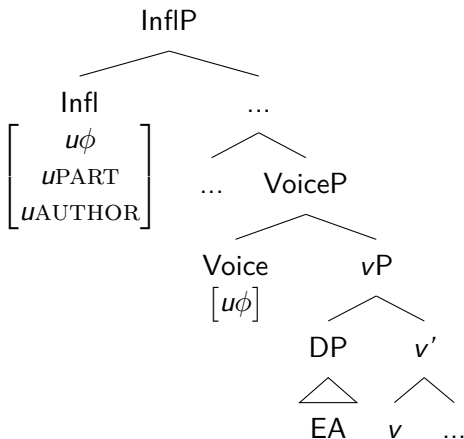 InflP
Infl ...
uϕ
uPART
uAUTHOR
... VoiceP
Voice vP
[uϕ]
DP v'
EA v ...